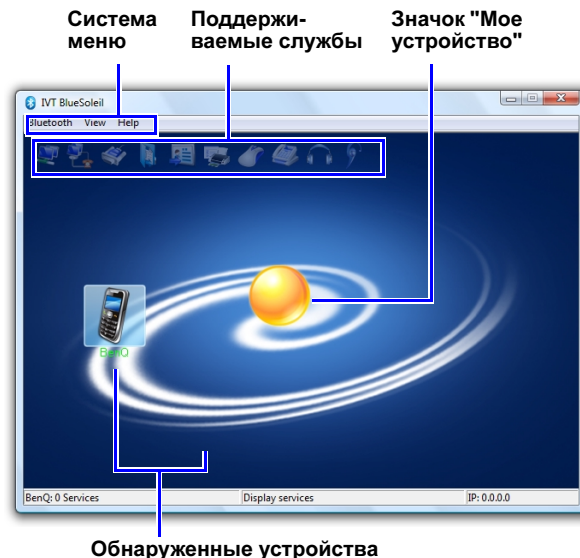 Система
меню
Поддержи-
ваемые службы
Значок "Мое
устройство"
IVT BlueSoleil
Bluetooth View Help
BenQ
BenQ: 0 Services
Display services
IP: 0.0.0.0
Обнаруженные устройства